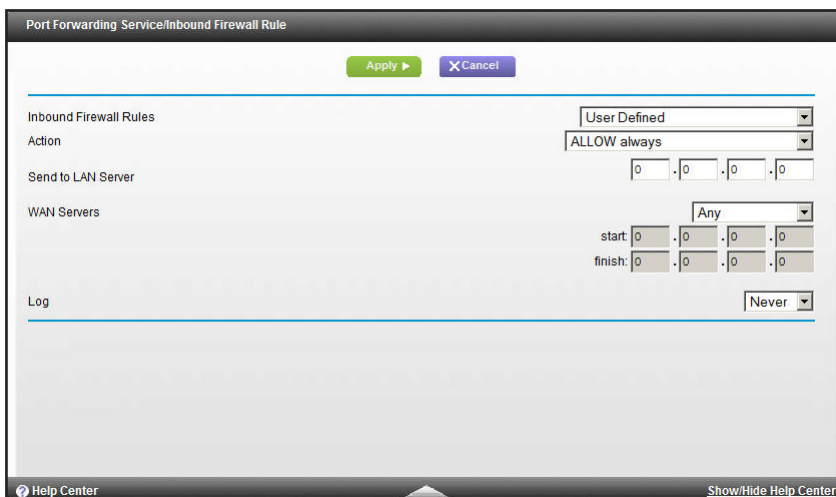 Port Forwarding Service/Inbound Firewall Rule
Apply
Cancel
Inbound Firewall Rules User Defined
Action ALLOW always
Send to LAN Server 0 . 0 . 0 . 0
WAN Servers Any
start: 0 . 0 . 0 . 0
finish: 0 . 0 . 0 . 0
Log Never
Help Center Show/Hide Help Center